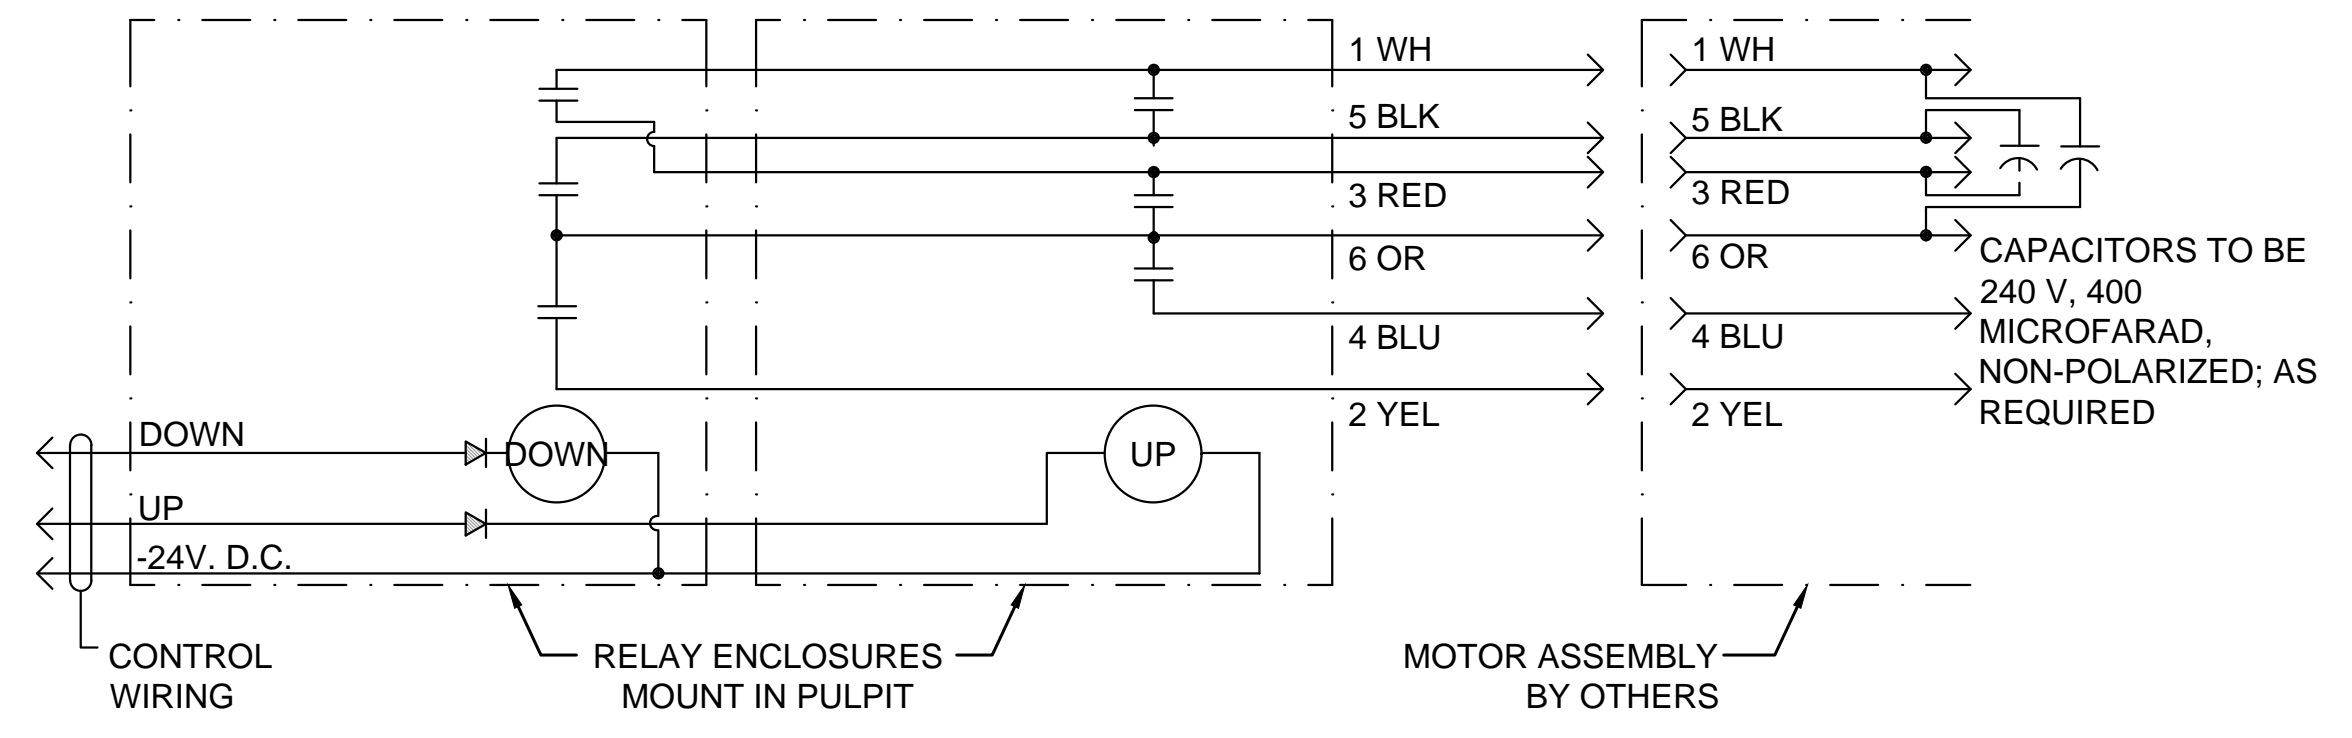 1 WH
1 WH
5 BLK
5 BLK
3 RED
3 RED
6 OR
6 OR
4 BLU
4 BLU
2 YEL
2 YEL
CAPACITORS TO BE
240 V, 400
MICROFARAD,
NON-POLARIZED; AS
REQUIRED
DOWN
DOWN
UP
UP
-24V. D.C.
CONTROL
WIRING
RELAY ENCLOSURES
MOUNT IN PULPIT
MOTOR ASSEMBLY
BY OTHERS